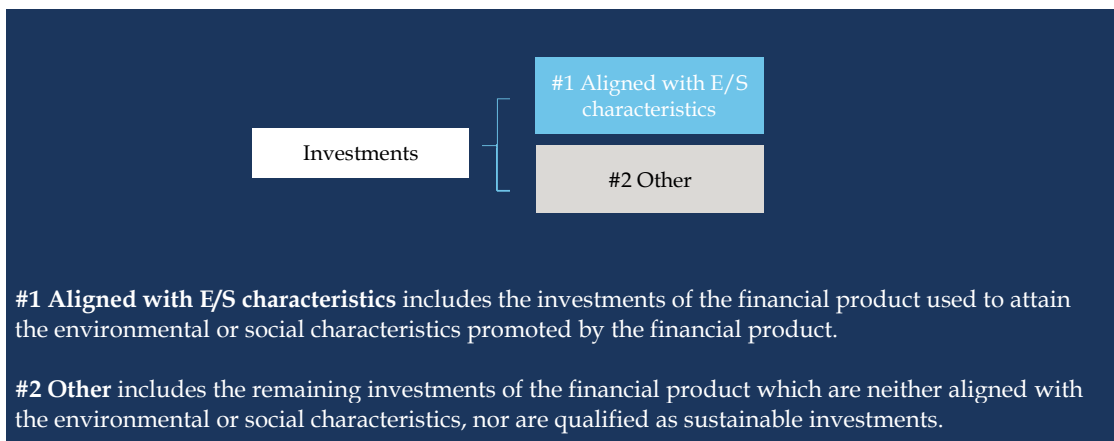 #1 Aligned with E/S
characteristics
Investments
#2 Other
#1 Aligned with E/S characteristics includes the investments of the financial product used to attain
the environmental or social characteristics promoted by the financial product.
#2 Other includes the remaining investments of the financial product which are neither aligned with
the environmental or social characteristics, nor are qualified as sustainable investments.